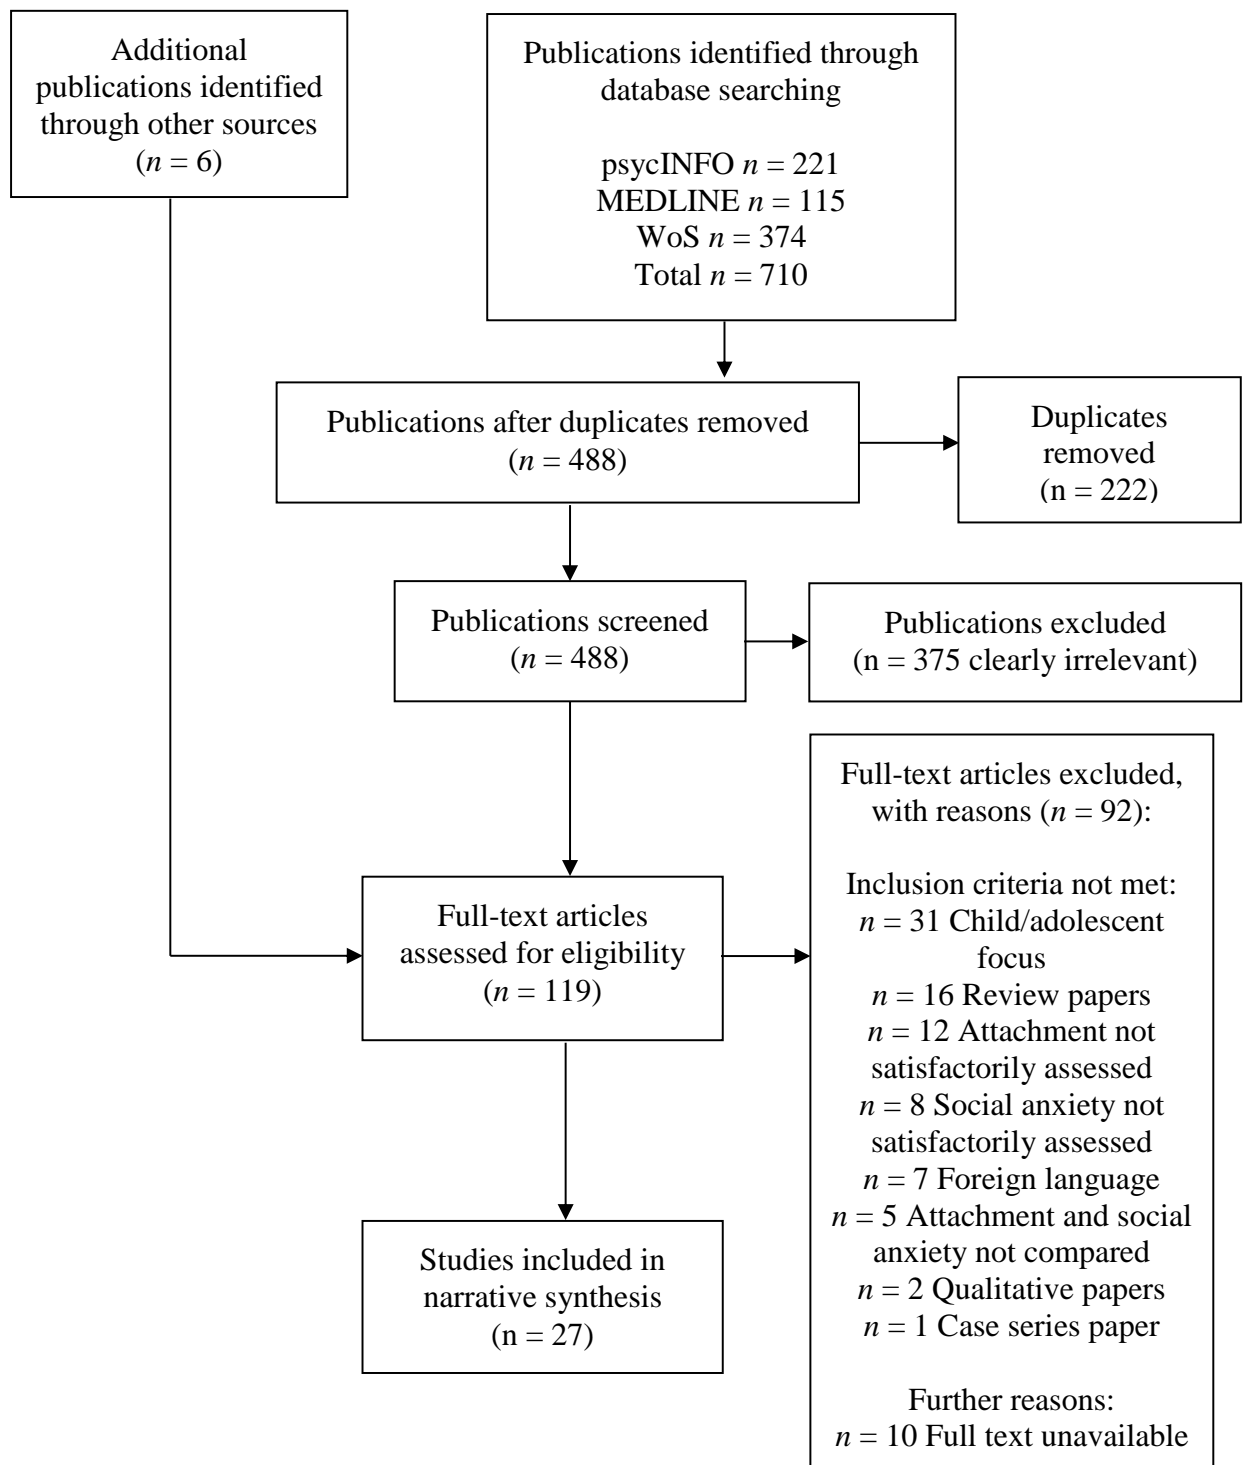 Additional
publications identified
through other sources
(n = 6)
Publications identified through
database searching
psycINFO n = 221
MEDLINE n = 115
WoS n = 374
Total n = 710
Publications after duplicates removed
(n = 488)
Duplicates
removed
(n = 222)
Publications screened
(n = 488)
Publications excluded
(n = 375 clearly irrelevant)
Full-text articles
assessed for eligibility
(n = 119)
Full-text articles excluded,
with reasons (n = 92):
Inclusion criteria not met:
n = 31 Child/adolescent
focus
n = 16 Review papers
n = 12 Attachment not
satisfactorily assessed
n = 8 Social anxiety not
satisfactorily assessed
n = 7 Foreign language
n = 5 Attachment and social
anxiety not compared
n = 2 Qualitative papers
n = 1 Case series paper
Further reasons:
n = 10 Full text unavailable
Studies included in
narrative synthesis
(n = 27)